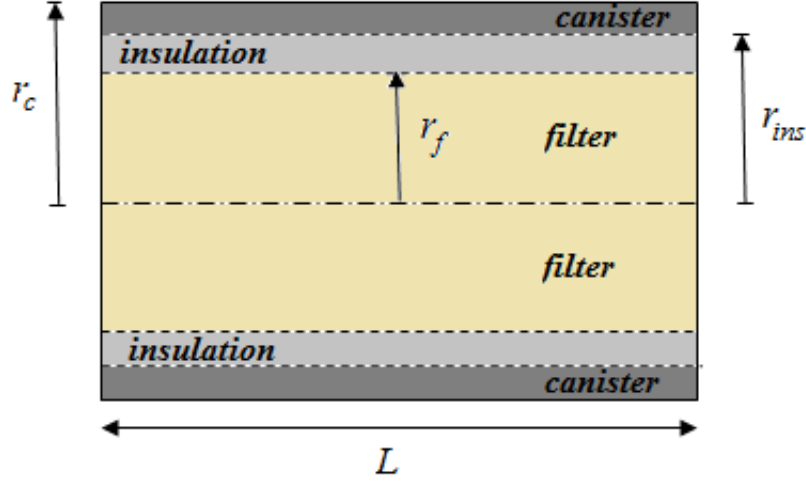 canister
insulation
r_c
r_f
filter
r_ins
filter
insulation
canister
L